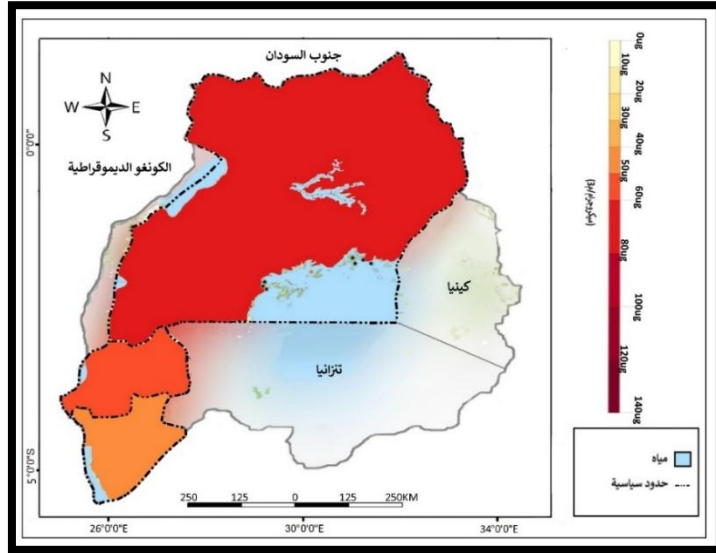 جنوب السودان
N
W E
S
0°0'0"
الكونغو الديموقراطية
كينيا
تنزانيا
5°0'0"S
250 125 0 125 250KM
26°0'0"E 30°0'0"E 34°0'0"E
0ug
10ug
20ug
30ug
40ug
50ug
60ug
80ug
100ug
120ug
140ug
(ميكروجرام/م3)
مياه
حدود سياسية